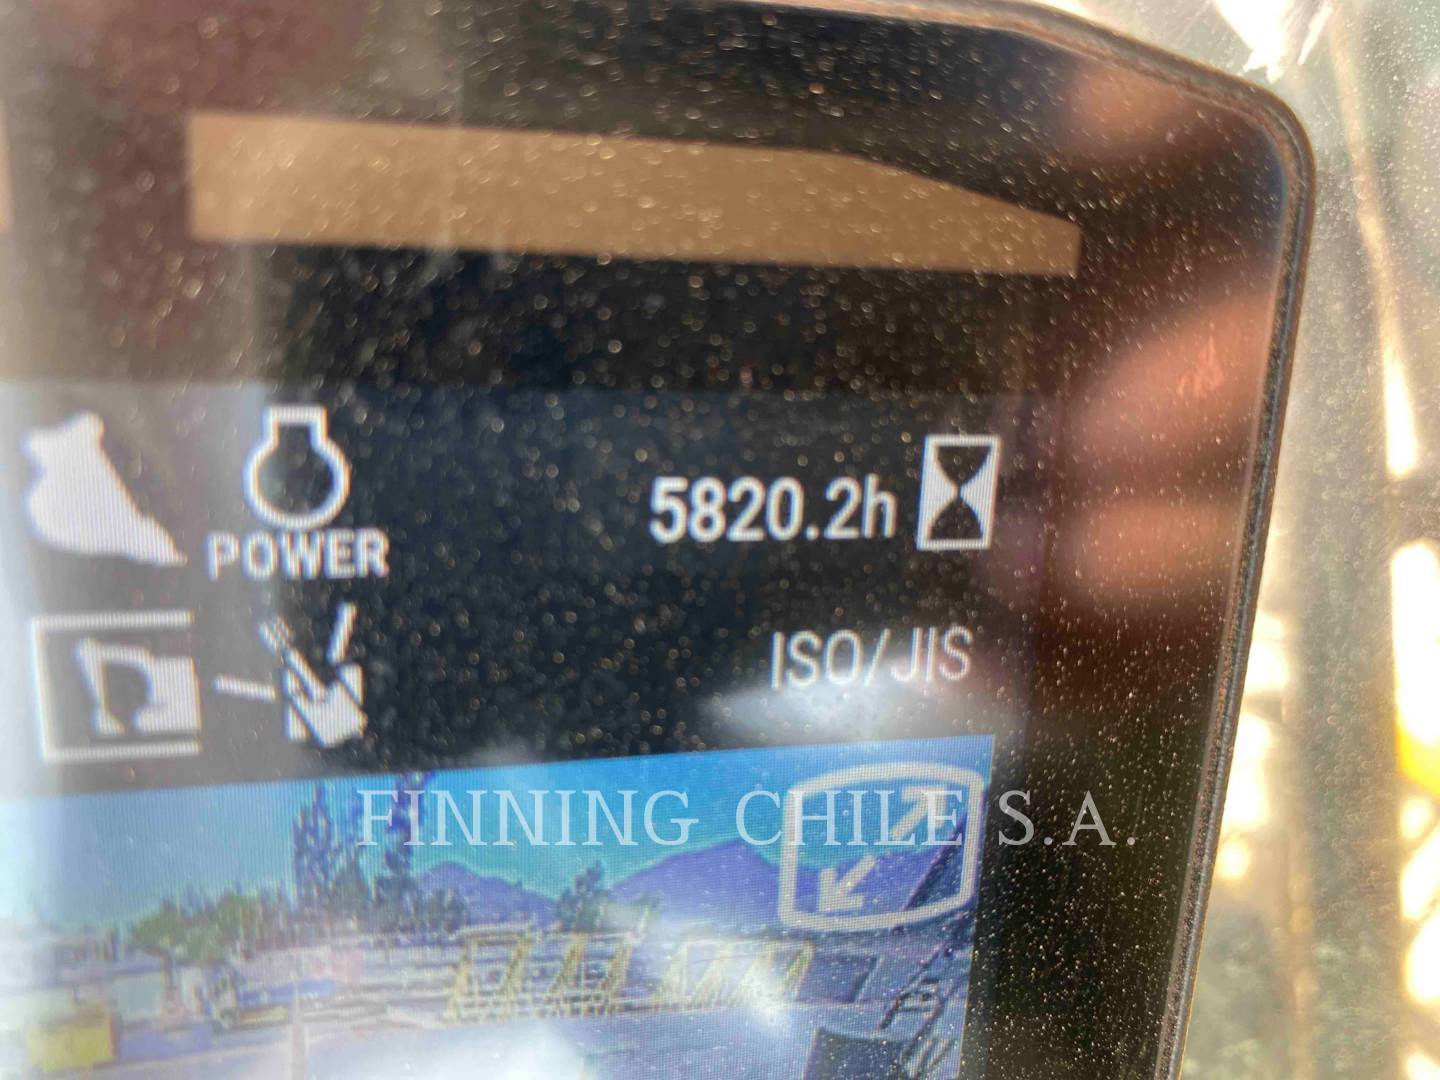 5820.2h
POWER
ISO/JIS
FINNING CHILE S.A.